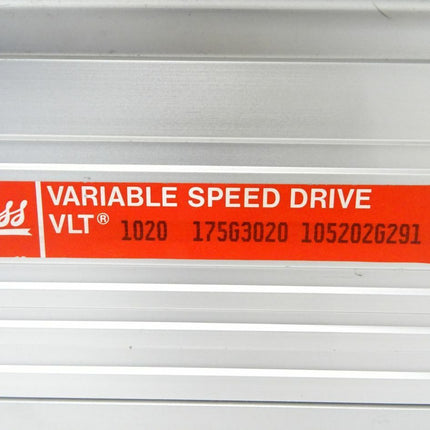 VARIABLE SPEED DRIVE
VLT® 1020 175G3020 105202G291